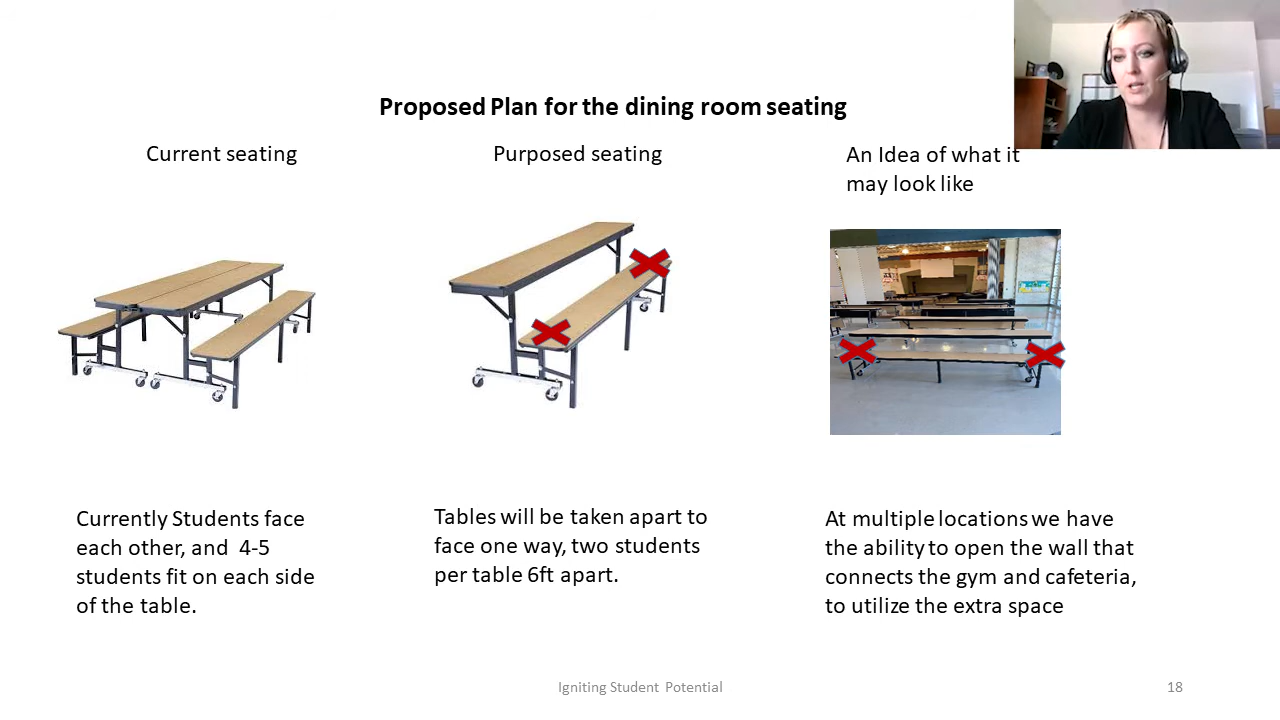 Proposed Plan for the dining room seating
Current seating
Purposed seating
An Idea of what it
may look like
Currently Students face
each other, and 4-5
students fit on each side
of the table.
Tables will be taken apart to
face one way, two students
per table 6ft apart.
At multiple locations we have
the ability to open the wall that
connects the gym and cafeteria,
to utilize the extra space
Igniting Student Potential
18